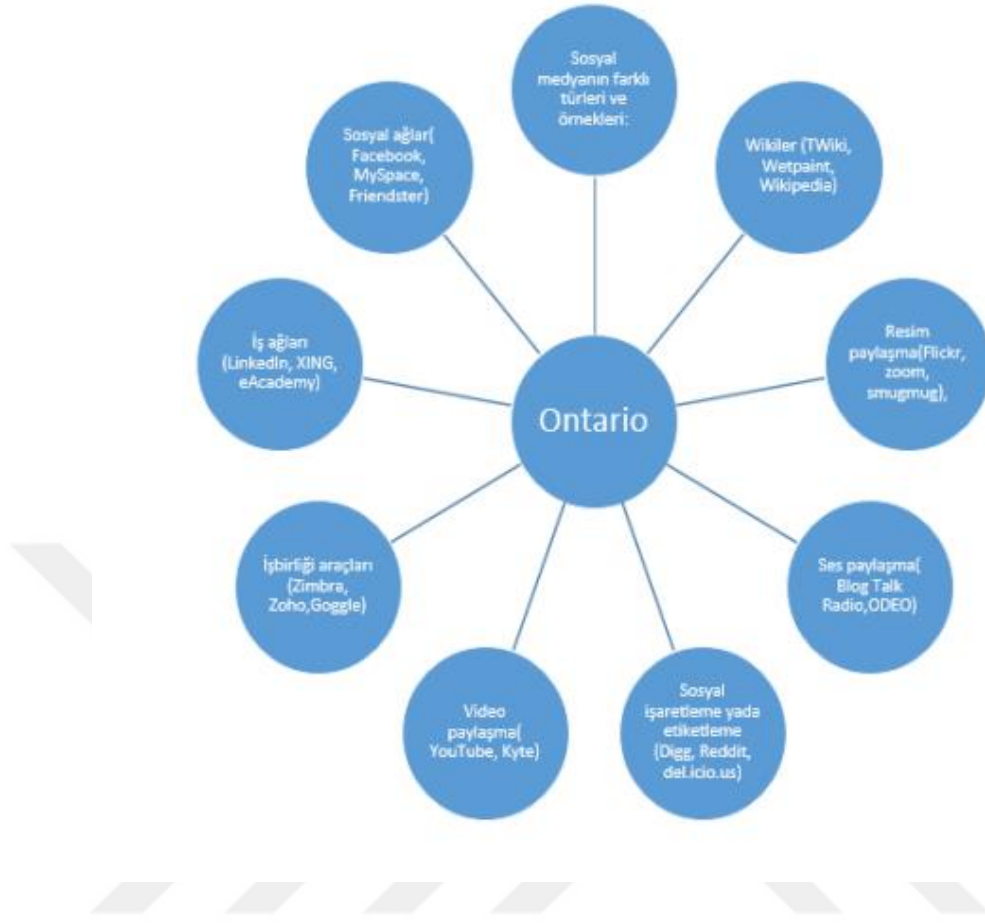 Sosyal
medyanın farklı
türleri ve
örnekleri:
Wikiler (TWiki,
Wetpaint,
Wikipedia)
Resim
paylaşma(Flickr,
zoom,
smugmug),
Ses paylaşma(
Blog Talk
Radio,ODEO)
Sosyal
işaretleme yada
etiketleme
(Digg, Reddit,
del.icio.us)
Video
paylaşma(
YouTube, Kyte)
İşbirliği araçları
(Zimbra,
Zoho,Goggle)
İş ağları
(LinkedIn, XING,
eAcademy)
Sosyal ağlar(
Facebook,
MySpace,
Friendster)
Ontario